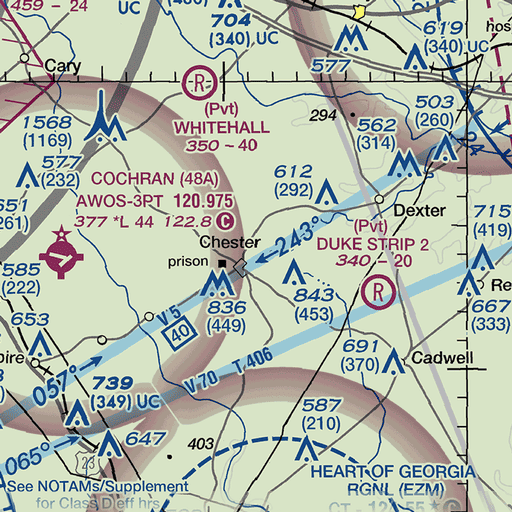 459 - 24
704
(340) UC
619
(340) UC
Cary
577
R
(Pvt)
WHITEHALL
350 - 40
294
503
(260)
562
(314)
1568
(1169)
577
(232)
COCHRAN (48A)
AWOS-3PT 120.975
377 *L 44 122.8 C
612
(292)
651
(261)
Dexter
715
(419)
Chester
prison
243°
(Pvt)
DUKE STRIP 2
340 - 20
R
585
(222)
836
(449)
843
(453)
667
(333)
Re
653
V 5
40
691
(370)
Cadwell
057°
739
(349) UC
V 70
T 406
587
(210)
647
403
065°
US
23
HEART OF GEORGIA
RGNL (EZM)
See NOTAMs/Supplement
for Class D eff hrs